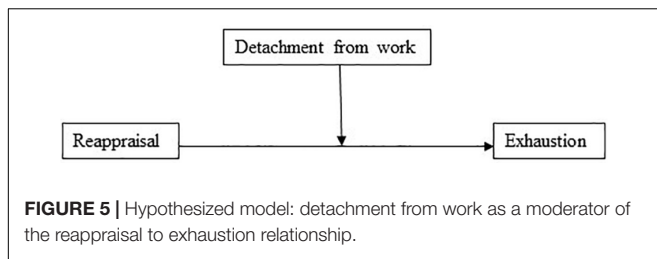 Detachment from work
Reappraisal
Exhaustion
FIGURE 5 | Hypothesized model: detachment from work as a moderator of
the reappraisal to exhaustion relationship.